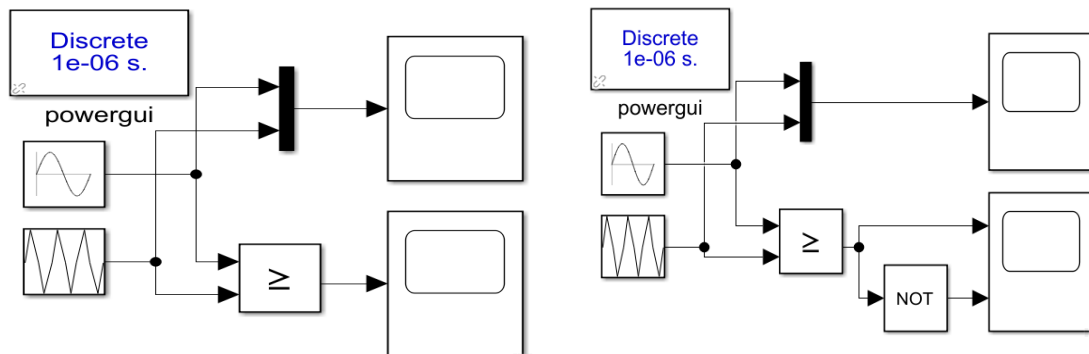 Discrete
1e-06 s.
powergui
≥
Discrete
1e-06 s.
powergui
≥
NOT